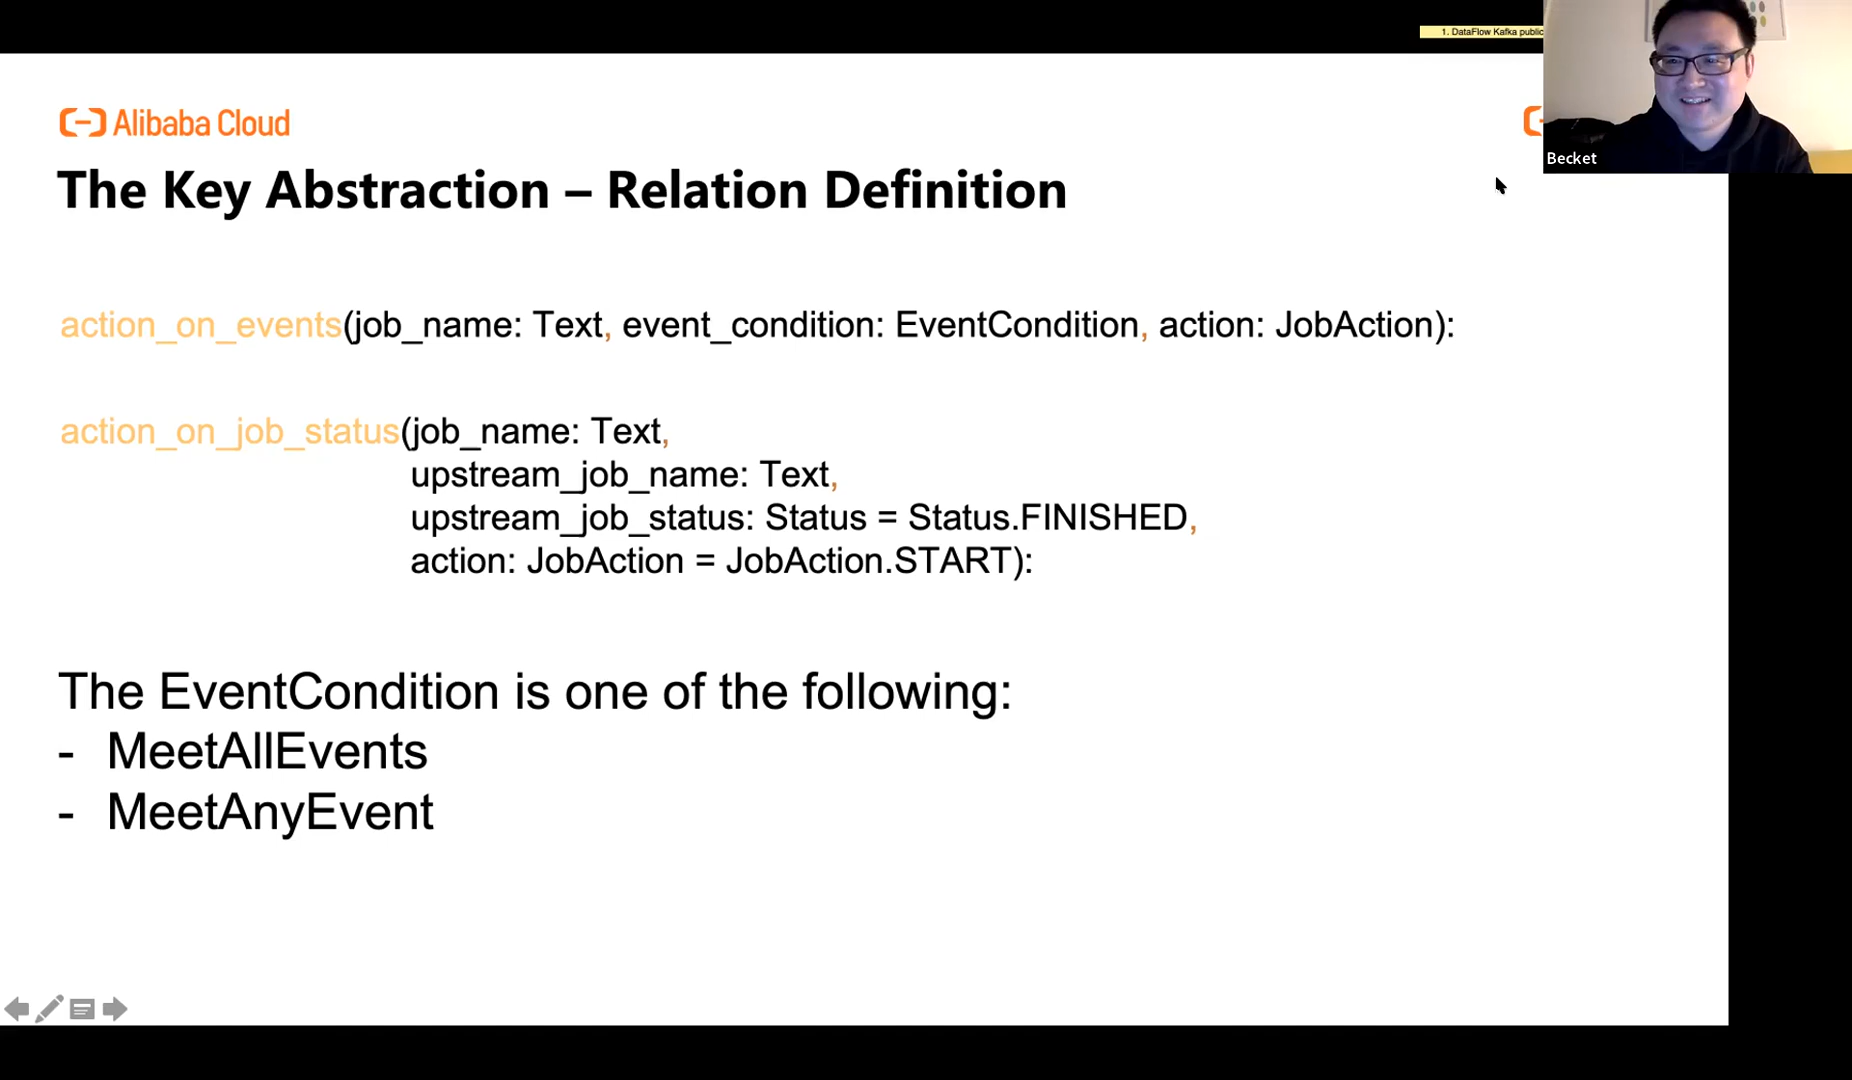 1. DataFlow Kafka public
Alibaba Cloud
Becket
The Key Abstraction – Relation Definition
action_on_events(job_name: Text, event_condition: EventCondition, action: JobAction):
action_on_job_status(job_name: Text,
upstream_job_name: Text,
upstream_job_status: Status = Status.FINISHED,
action: JobAction = JobAction.START):
The EventCondition is one of the following:
- MeetAllEvents
- MeetAnyEvent